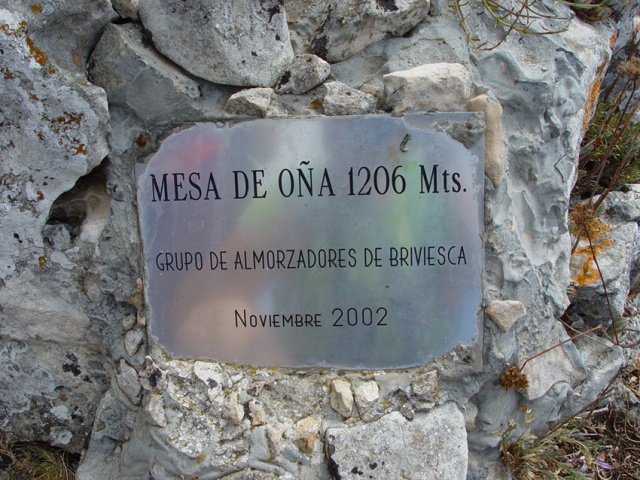 MESA DE OÑA 1206 Mts.
GRUPO DE ALMORZADORES DE BRIVIESCA
NOVIEMBRE 2002